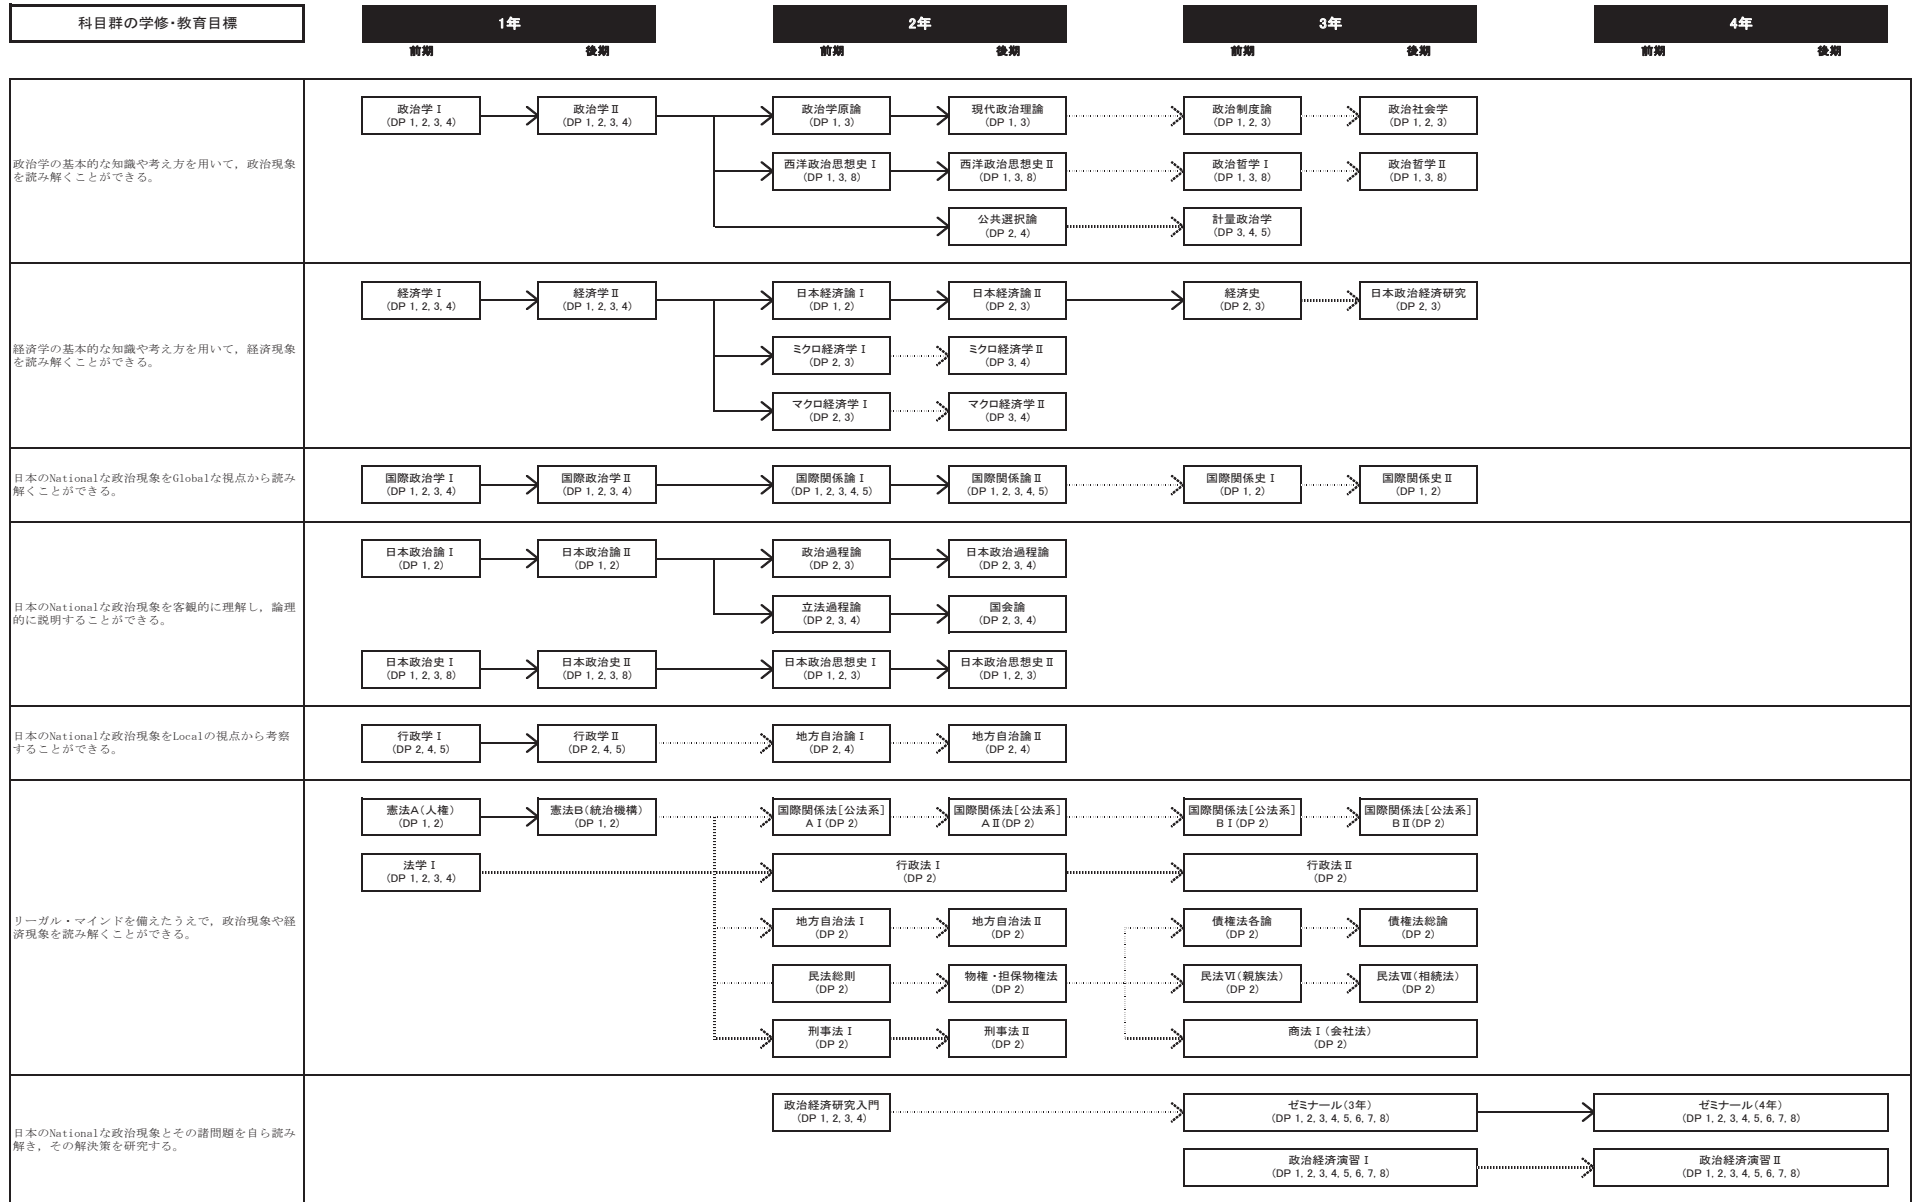 科目群の学修・教育目標
1年
2年
3年
4年
前期
後期
前期
後期
前期
後期
前期
後期
政治学の基本的な知識や考え方を用いて，政治現象
を読み解くことができる。
政治学Ⅰ
(DP 1, 2, 3, 4)
政治学Ⅱ
(DP 1, 2, 3, 4)
政治学原論
(DP 1, 3)
現代政治理論
(DP 1, 3)
政治制度論
(DP 1, 2, 3)
政治社会学
(DP 1, 2, 3)
西洋政治思想史Ⅰ
(DP 1, 3, 8)
西洋政治思想史Ⅱ
(DP 1, 3, 8)
政治哲学Ⅰ
(DP 1, 3, 8)
政治哲学Ⅱ
(DP 1, 3, 8)
公共選択論
(DP 2, 4)
計量政治学
(DP 3, 4, 5)
経済学の基本的な知識や考え方を用いて，経済現象
を読み解くことができる。
経済学Ⅰ
(DP 1, 2, 3, 4)
経済学Ⅱ
(DP 1, 2, 3, 4)
日本経済論Ⅰ
(DP 1, 2)
日本経済論Ⅱ
(DP 2, 3)
経済史
(DP 2, 3)
日本政治経済研究
(DP 2, 3)
ミクロ経済学Ⅰ
(DP 2, 3)
ミクロ経済学Ⅱ
(DP 3, 4)
マクロ経済学Ⅰ
(DP 2, 3)
マクロ経済学Ⅱ
(DP 3, 4)
日本のNationalな政治現象をGlobalな視点から読み
解くことができる。
国際政治学Ⅰ
(DP 1, 2, 3, 4)
国際政治学Ⅱ
(DP 1, 2, 3, 4)
国際関係論Ⅰ
(DP 1, 2, 3, 4, 5)
国際関係論Ⅱ
(DP 1, 2, 3, 4, 5)
国際関係史Ⅰ
(DP 1, 2)
国際関係史Ⅱ
(DP 1, 2)
日本のNationalな政治現象を客観的に理解し，論理
的に説明することができる。
日本政治論Ⅰ
(DP 1, 2)
日本政治論Ⅱ
(DP 1, 2)
政治過程論
(DP 2, 3)
日本政治過程論
(DP 2, 3, 4)
立法過程論
(DP 2, 3, 4)
国会論
(DP 2, 3, 4)
日本政治史Ⅰ
(DP 1, 2, 3, 8)
日本政治史Ⅱ
(DP 1, 2, 3, 8)
日本政治思想史Ⅰ
(DP 1, 2, 3)
日本政治思想史Ⅱ
(DP 1, 2, 3)
日本のNationalな政治現象をLocalの視点から考察
することができる。
行政学Ⅰ
(DP 2, 4, 5)
行政学Ⅱ
(DP 2, 4, 5)
地方自治論Ⅰ
(DP 2, 4)
地方自治論Ⅱ
(DP 2, 4)
リーガル・マインドを備えたうえで，政治現象や経
済現象を読み解くことができる。
憲法A(人権)
(DP 1, 2)
憲法B(統治機構)
(DP 1, 2)
国際関係法[公法系]
AⅠ(DP 2)
国際関係法[公法系]
AⅡ(DP 2)
国際関係法[公法系]
BⅠ(DP 2)
国際関係法[公法系]
BⅡ(DP 2)
法学Ⅰ
(DP 1, 2, 3, 4)
行政法Ⅰ
(DP 2)
行政法Ⅱ
(DP 2)
地方自治法Ⅰ
(DP 2)
地方自治法Ⅱ
(DP 2)
債権法各論
(DP 2)
債権法総論
(DP 2)
民法総則
(DP 2)
物権・担保物権法
(DP 2)
民法Ⅵ(親族法)
(DP 2)
民法Ⅶ(相続法)
(DP 2)
刑事法Ⅰ
(DP 2)
刑事法Ⅱ
(DP 2)
商法Ⅰ(会社法)
(DP 2)
日本のNationalな政治現象とその諸問題を自ら読み
解き，その解決策を研究する。
政治経済研究入門
(DP 1, 2, 3, 4)
ゼミナール(3年)
(DP 1, 2, 3, 4, 5, 6, 7, 8)
ゼミナール(4年)
(DP 1, 2, 3, 4, 5, 6, 7, 8)
政治経済演習Ⅰ
(DP 1, 2, 3, 4, 5, 6, 7, 8)
政治経済演習Ⅱ
(DP 1, 2, 3, 4, 5, 6, 7, 8)